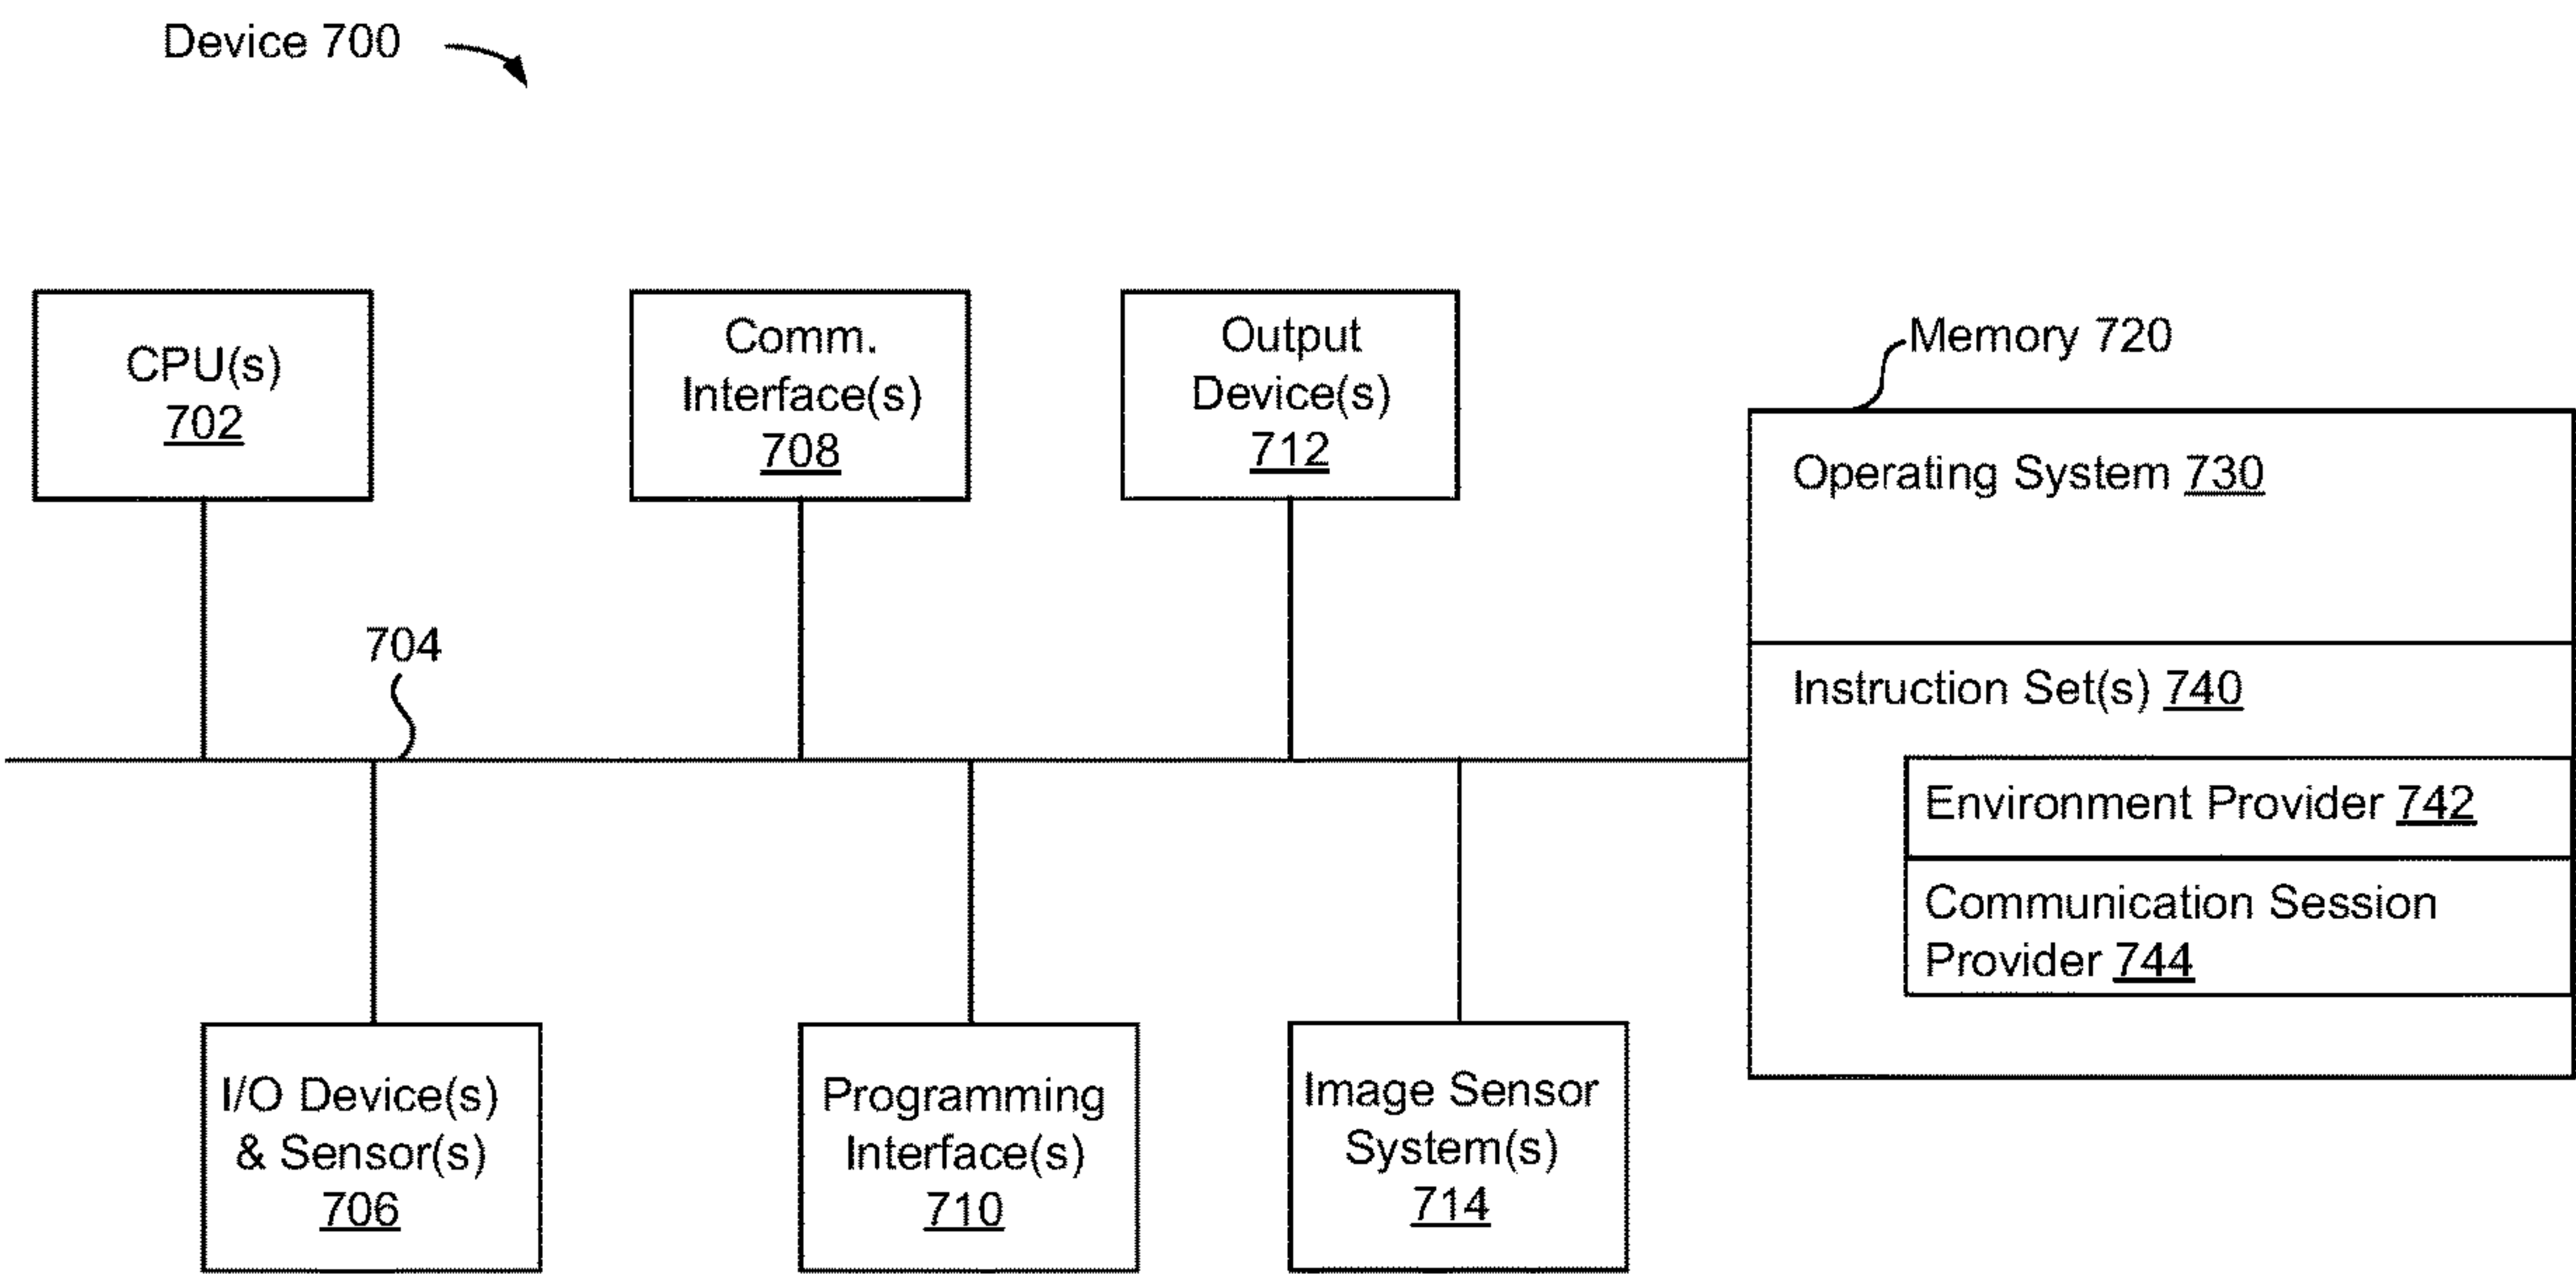 Device 700
CPU(s)
702
Comm.
Interface(s)
708
Output
Device(s)
712
Memory 720
Operating System 730
704
Instruction Set(s) 740
Environment Provider 742
Communication Session
Provider 744
I/O Device(s)
& Sensor(s)
706
Programming
Interface(s)
710
Image Sensor
System(s)
714